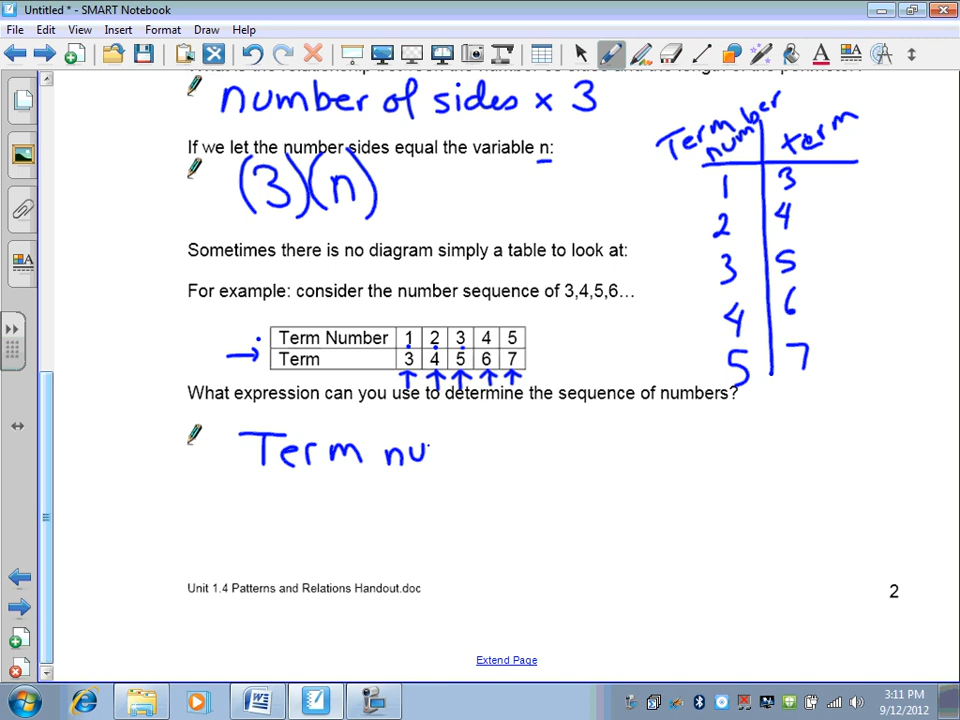 Untitled * - SMART Notebook
File Edit View Insert Format Tools Draw Help
number of sides x 3
If we let the number sides equal the variable n:
(3)(n)
Term number term
1 3
2 4
3 5
4 6
5 7
Sometimes there is no diagram simply a table to look at:
For example: consider the number sequence of 3,4,5,6…
Term Number 1 2 3 4 5
Term 3 4 5 6 7
What expression can you use to determine the sequence of numbers?
Term nu
Unit 1.4 Patterns and Relations Handout.doc
2
Extend Page
3:11 PM
9/12/2012